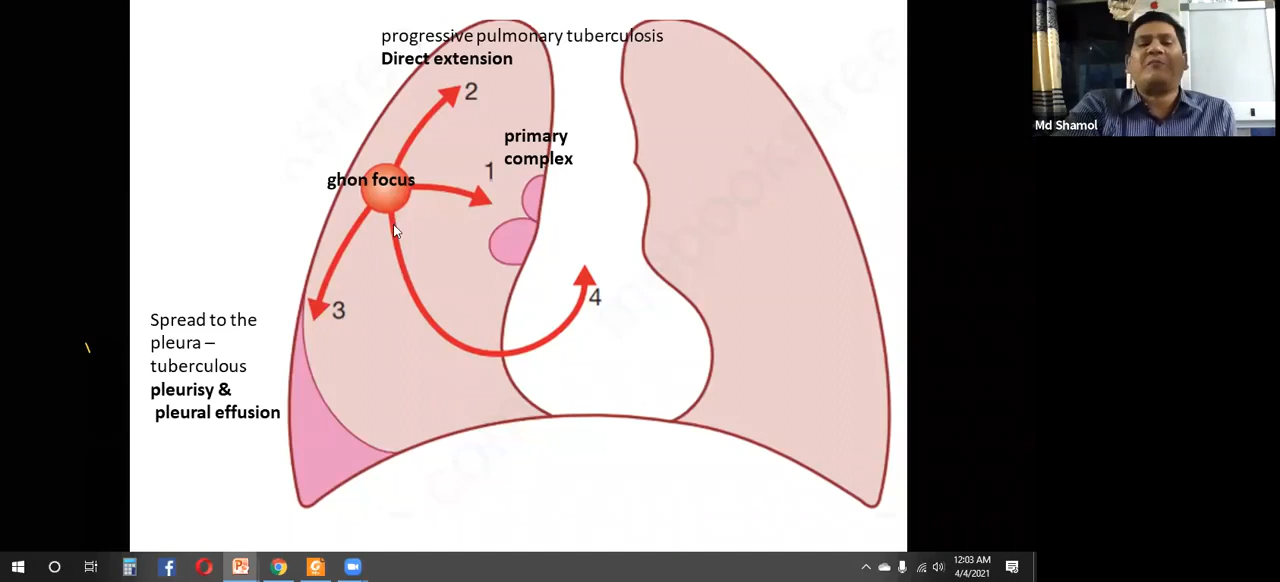 progressive pulmonary tuberculosis
Direct extension
2
primary
complex
1
ghon focus
4
3
Spread to the
pleura –
tuberculous
pleurisy &
pleural effusion
Md Shamol
12:03 AM
4/4/2021